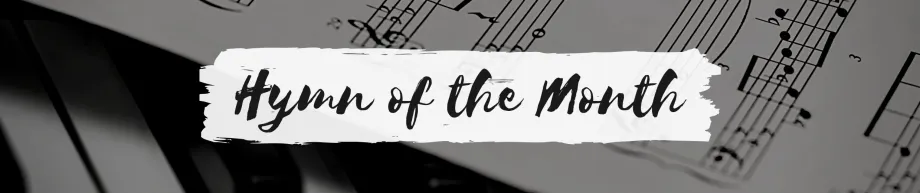 Hymn of the Month